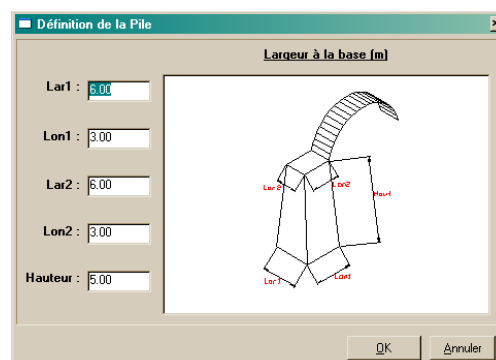 Définition de la Pile
Largeur à la base (m)
Lar1 : 6.00
Lon1 : 3.00
Lar2 : 6.00
Lon2 : 3.00
Hauteur : 5.00
Lar2
Lon2
Haut
Lar1
Lon1
OK
Annuler